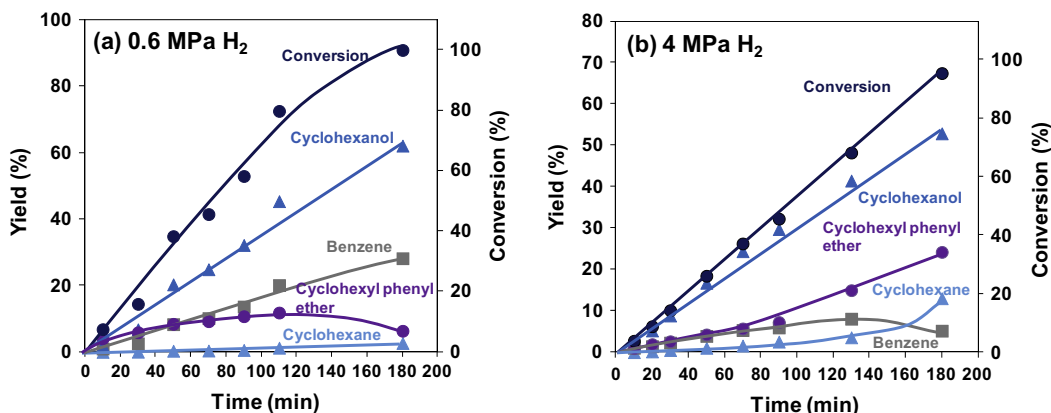 (a) 0.6 MPa H2
Yield (%)
100
80
60
40
20
0
Conversion
Cyclohexanol
Benzene
Cyclohexyl phenyl
ether
Cyclohexane
100
80
60
40
20
0
Conversion (%)
0 20 40 60 80 100 120 140 160 180 200
Time (min)
(b) 4 MPa H2
Yield (%)
80
70
60
50
40
30
20
10
0
Conversion
Cyclohexanol
Cyclohexyl phenyl
ether
Cyclohexane
Benzene
100
80
60
40
20
0
Conversion (%)
0 20 40 60 80 100 120 140 160 180 200
Time (min)